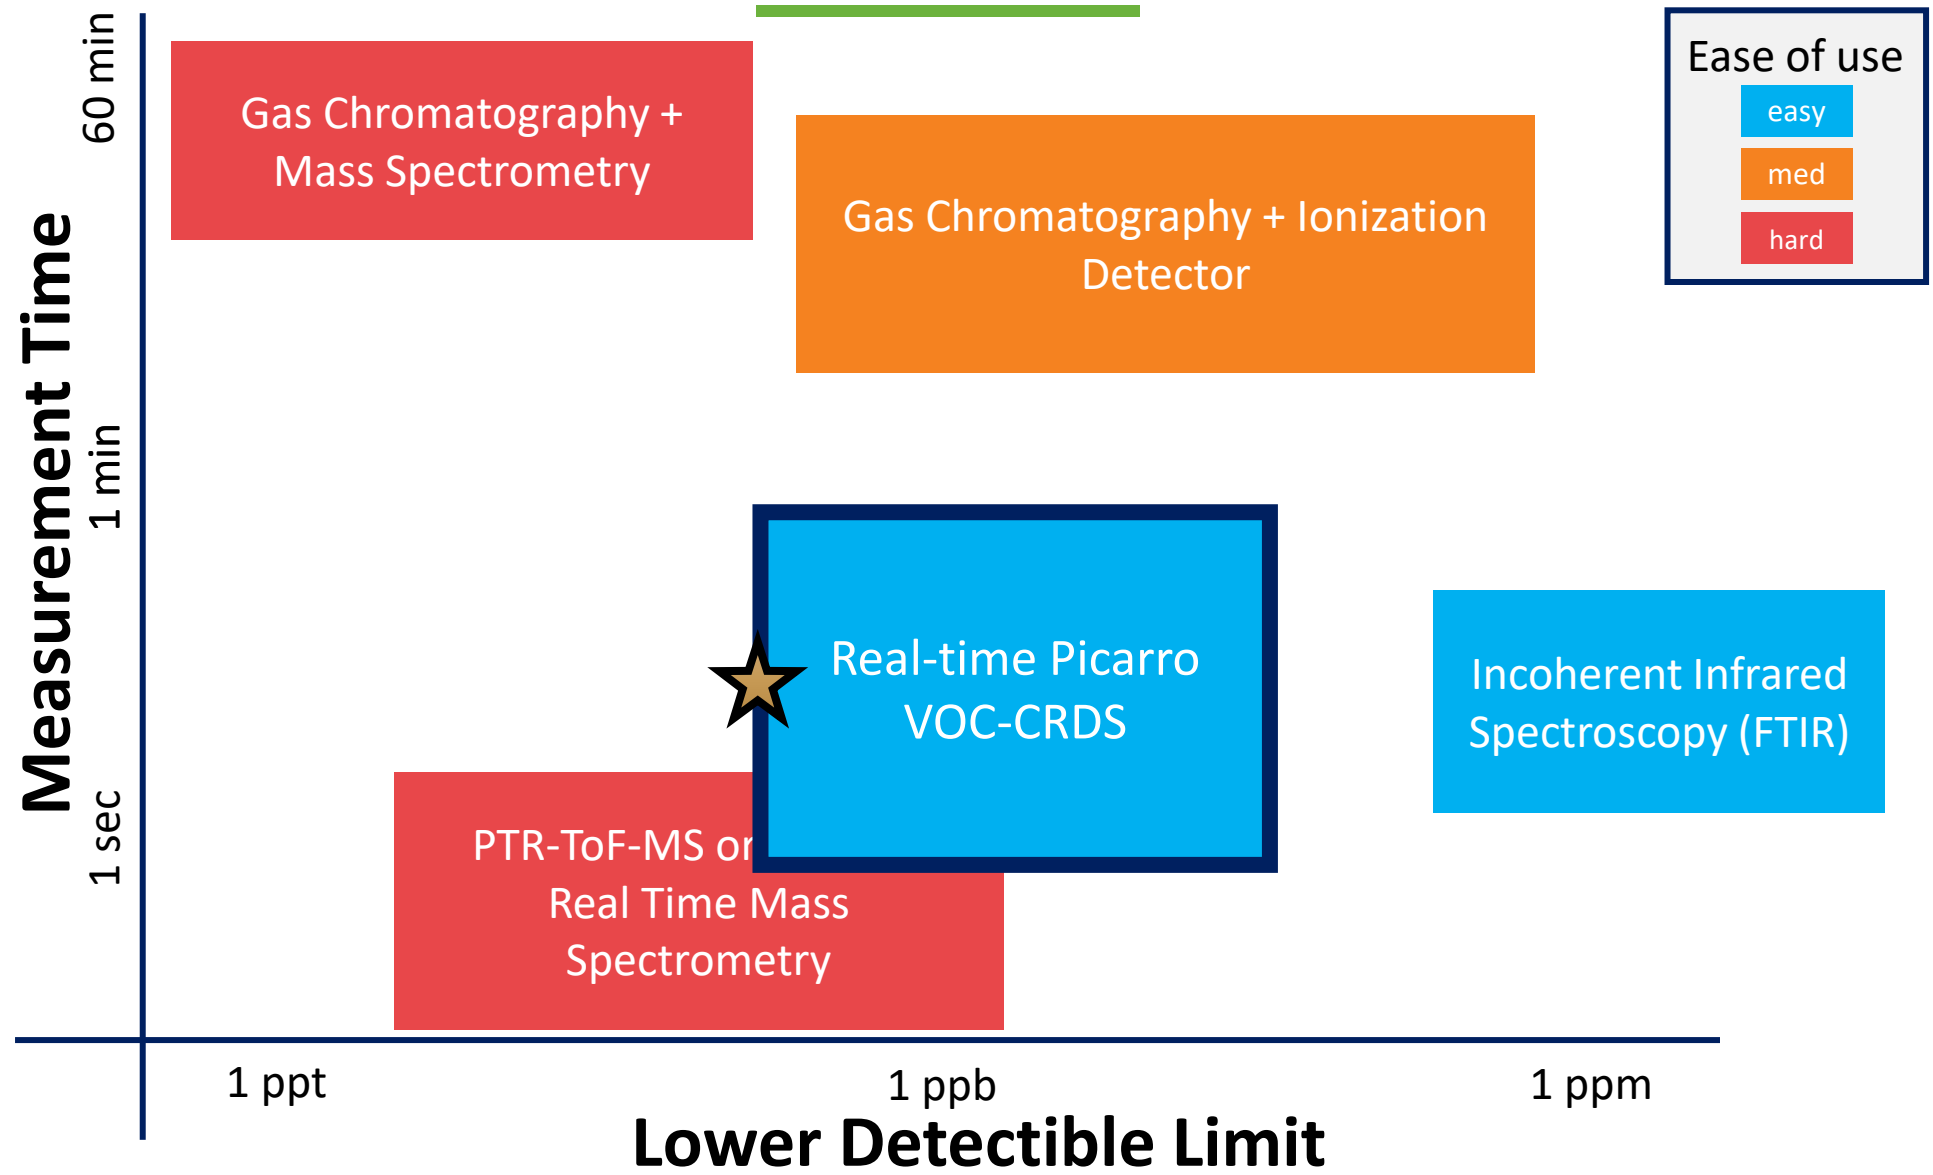 60 min
1 min
1 sec
Measurement Time
Gas Chromatography +
Mass Spectrometry
Gas Chromatography + Ionization
Detector
Ease of use
easy
med
hard
Real-time Picarro
VOC-CRDS
Incoherent Infrared
Spectroscopy (FTIR)
PTR-ToF-MS or
Real Time Mass
Spectrometry
1 ppt
1 ppb
1 ppm
Lower Detectible Limit